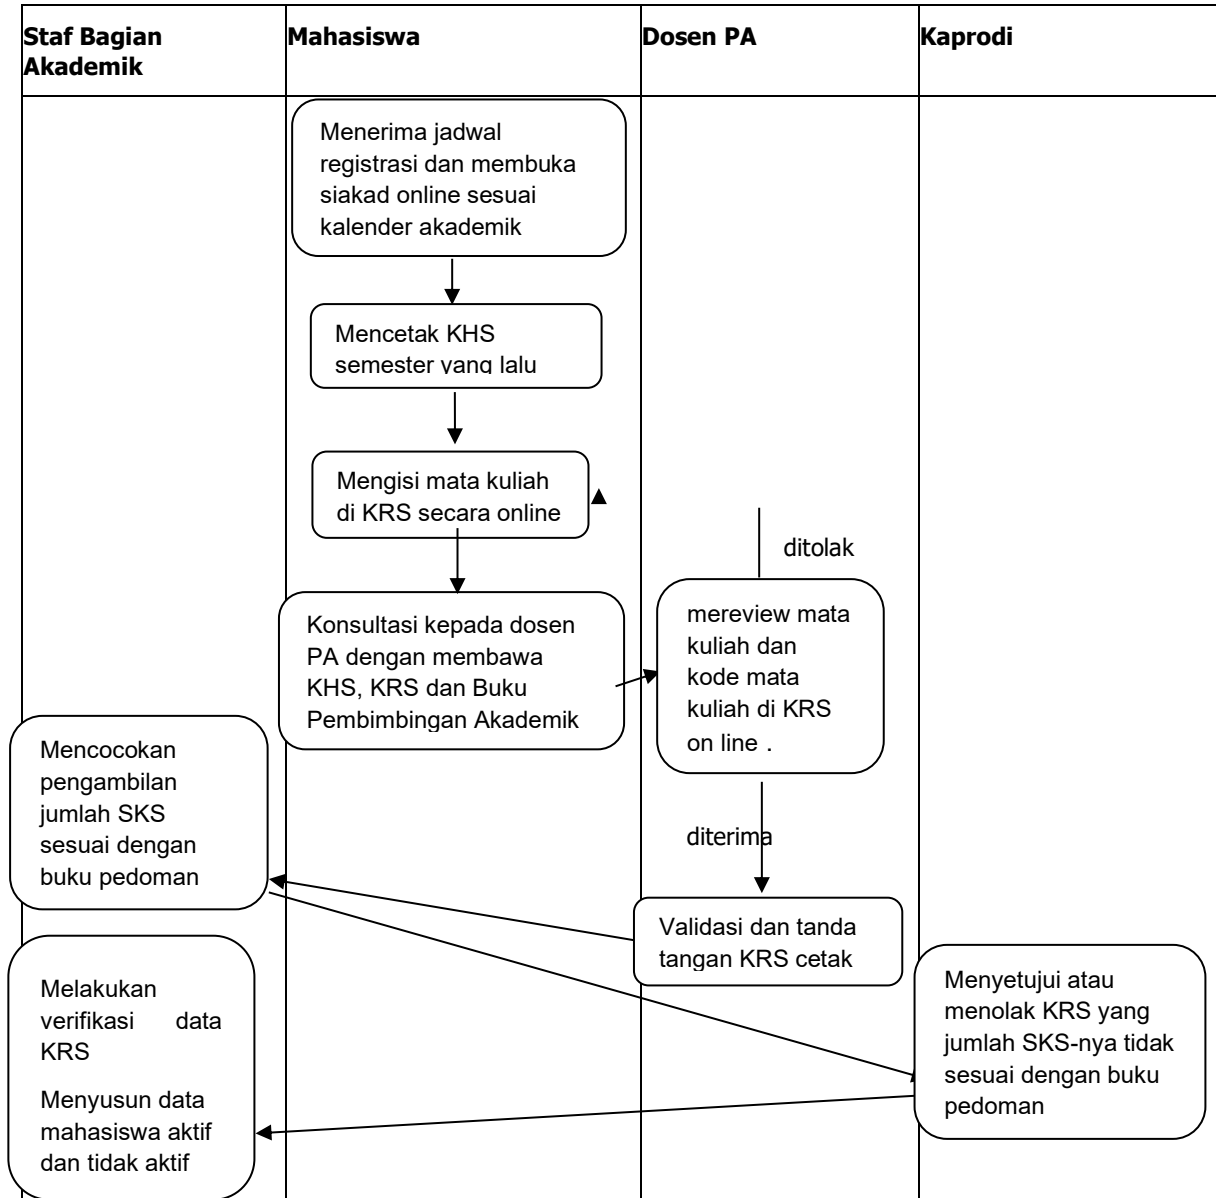 Staf Bagian
Akademik
Mahasiswa
Dosen PA
Kaprodi
Menerima jadwal
registrasi dan membuka
siakad online sesuai
kalender akademik
Mencetak KHS
semester yang lalu
Mengisi mata kuliah
di KRS secara online
ditolak
Konsultasi kepada dosen
PA dengan membawa
KHS, KRS dan Buku
Pembimbingan Akademik
mereview mata
kuliah dan
kode mata
kuliah di KRS
on line .
diterima
Mencocokan
pengambilan
jumlah SKS
sesuai dengan
buku pedoman
Validasi dan tanda
tangan KRS cetak
Menyetujui atau
menolak KRS yang
jumlah SKS-nya tidak
sesuai dengan buku
pedoman
Melakukan
verifikasi data
KRS
Menyusun data
mahasiswa aktif
dan tidak aktif